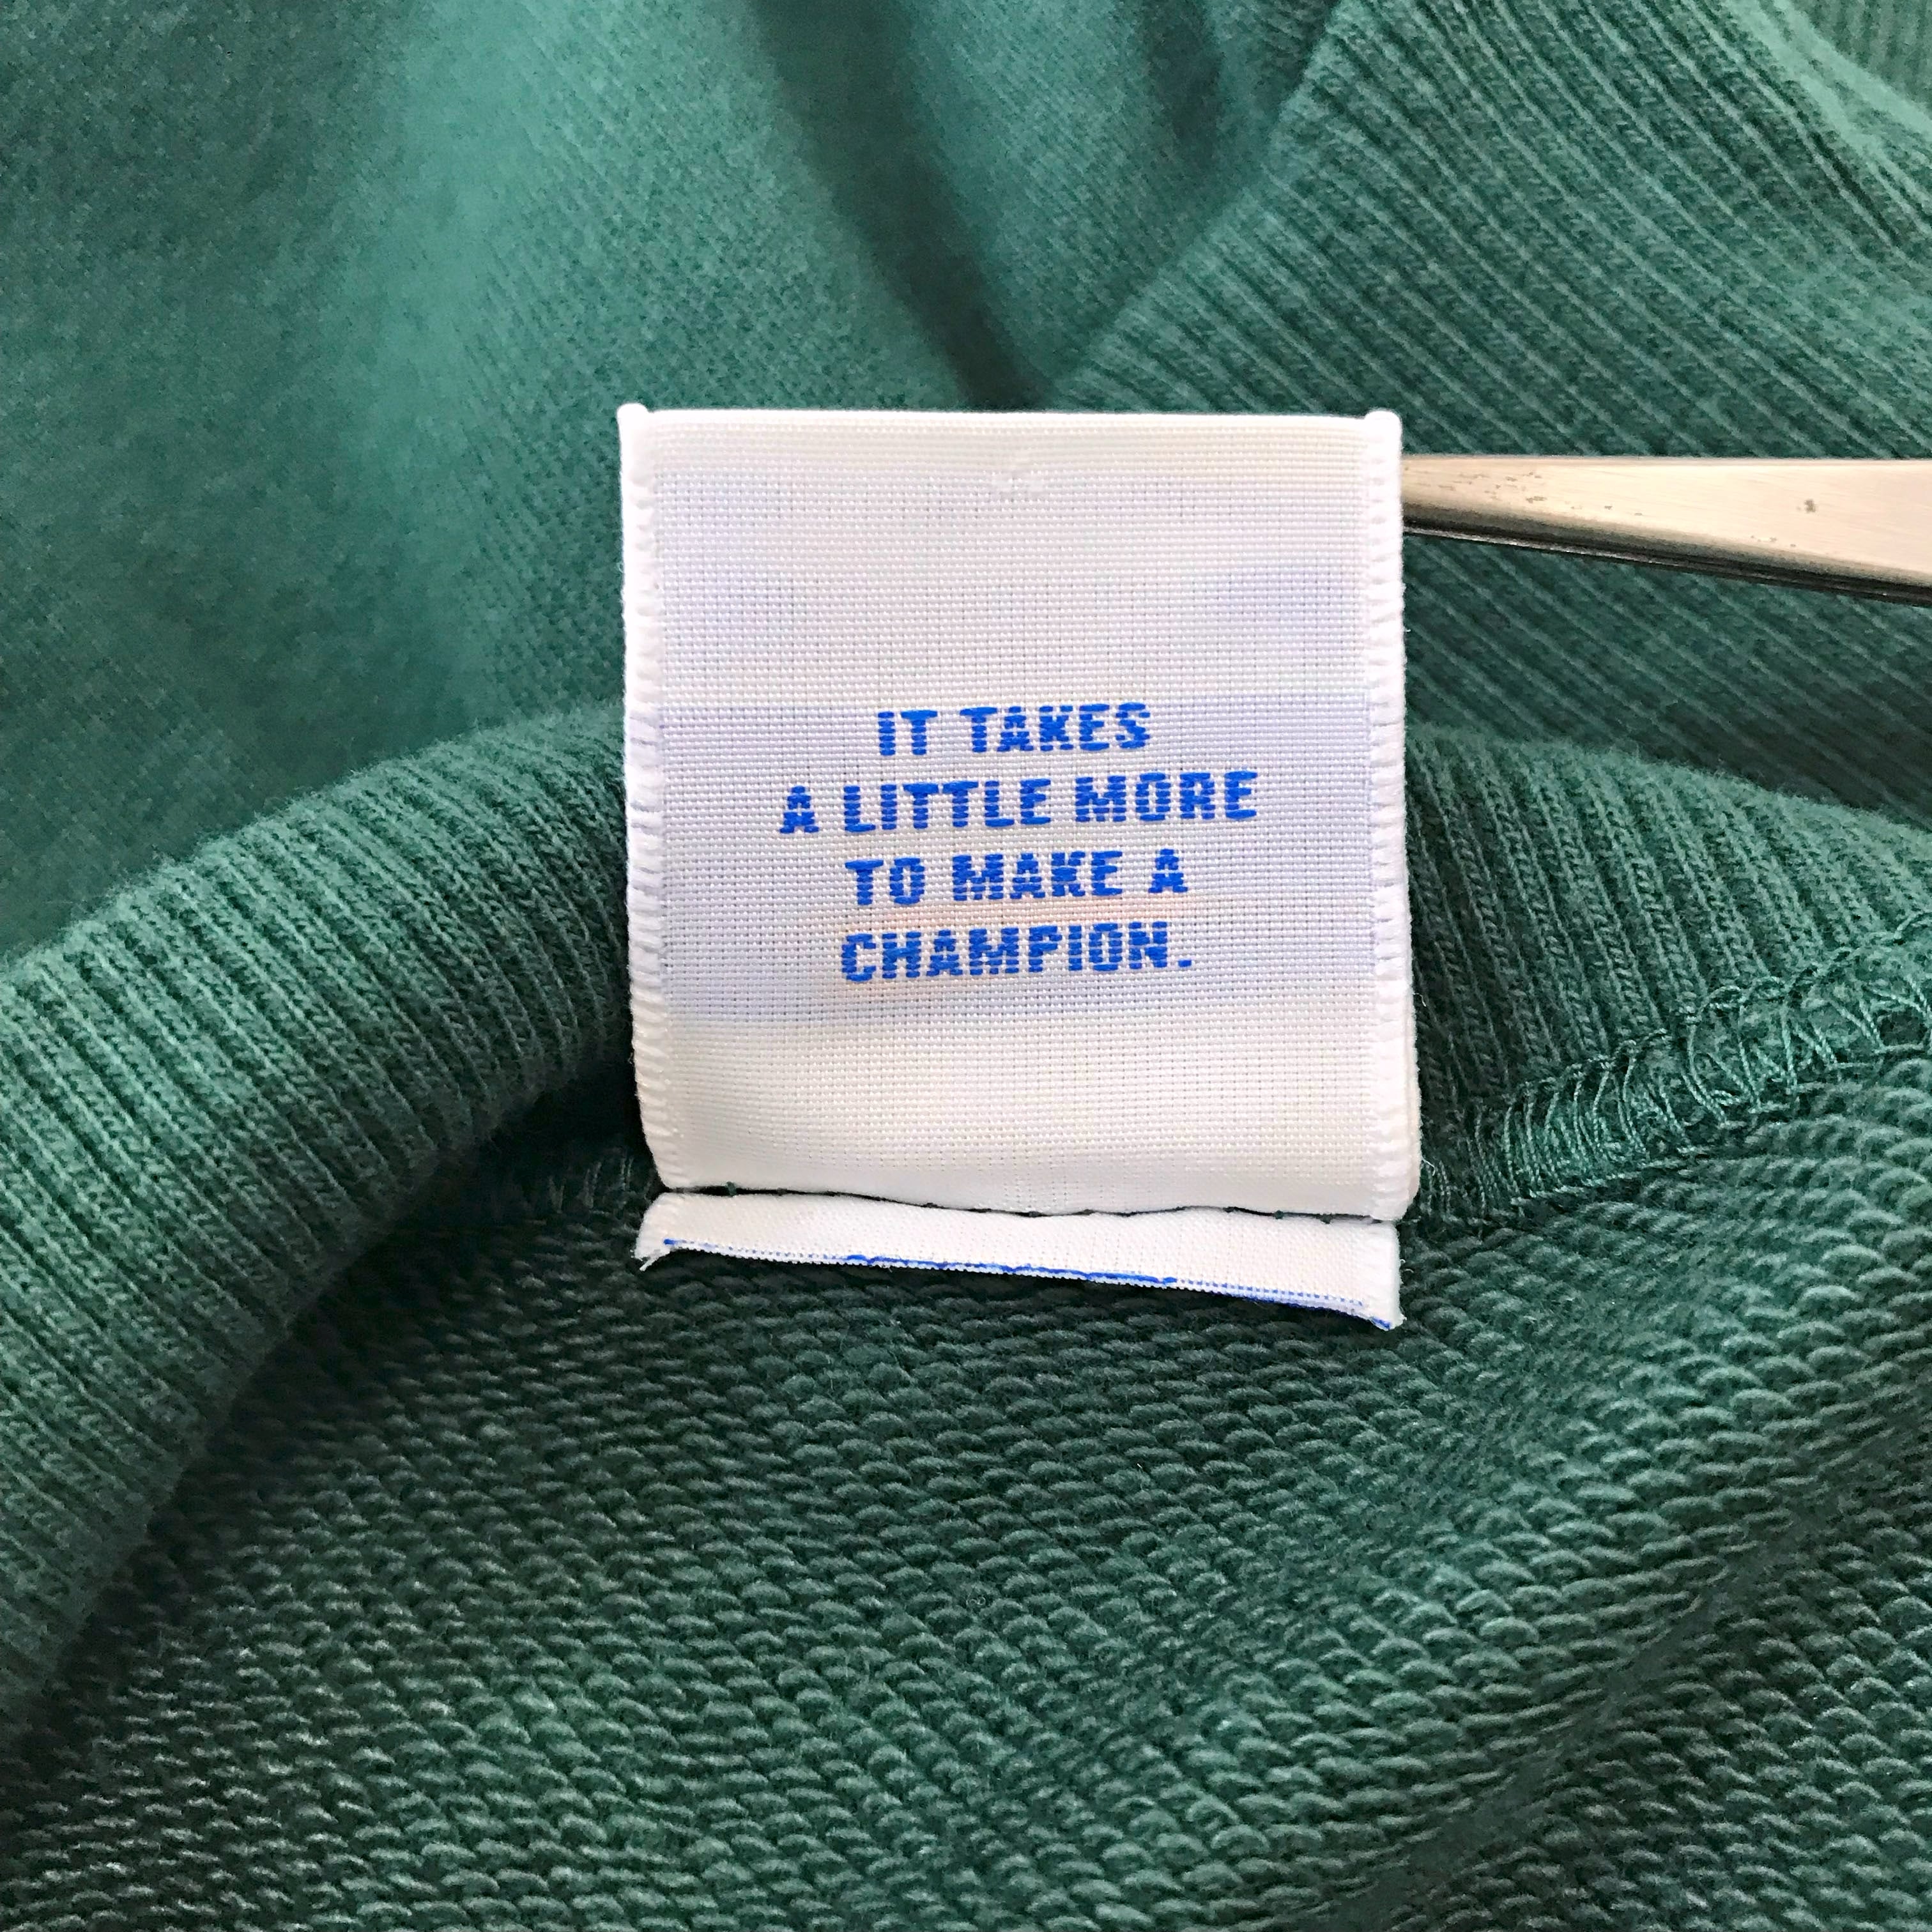 IT TAKES
A LITTLE MORE
TO MAKE A
CHAMPION.